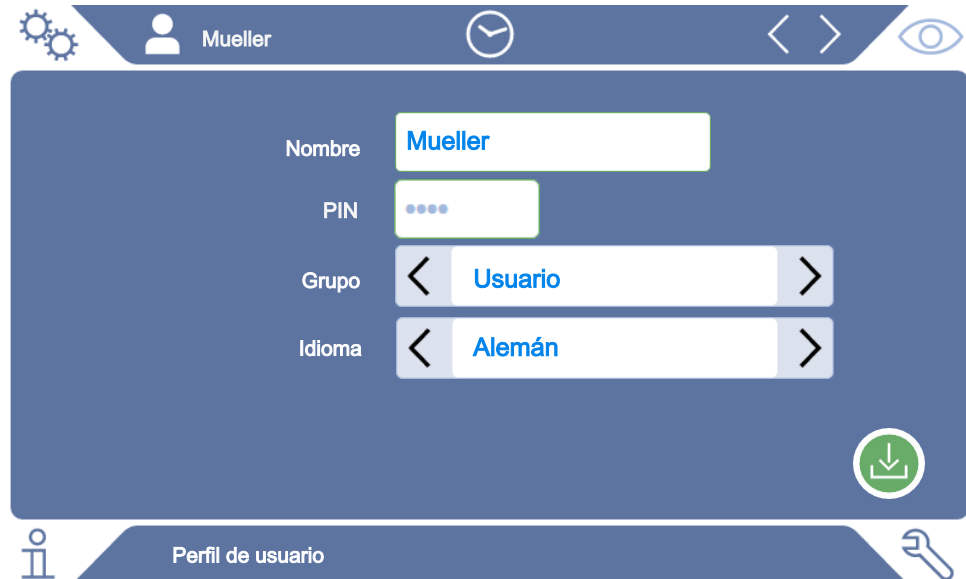 Mueller
Nombre
Mueller
PIN
••••
Grupo
Usuario
Idioma
Alemán
Perfil de usuario